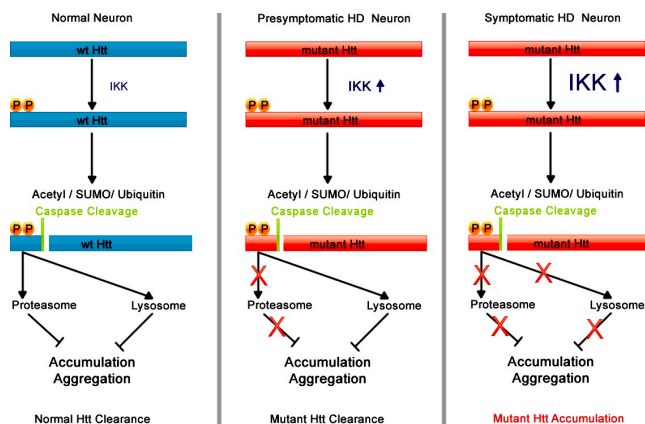 Normal Neuron
wt Htt
IKK
P P
wt Htt
Acetyl / SUMO/ Ubiquitin
Caspase Cleavage
P P
wt Htt
Proteasome
Lysosome
Accumulation
Aggregation
Normal Htt Clearance
Presymptomatic HD Neuron
mutant Htt
IKK
P P
mutant Htt
Acetyl / SUMO/ Ubiquitin
Caspase Cleavage
P P
mutant Htt
X
Proteasome
Lysosome
X
Accumulation
Aggregation
Mutant Htt Clearance
Symptomatic HD Neuron
mutant Htt
IKK
P P
mutant Htt
Acetyl / SUMO/ Ubiquitin
Caspase Cleavage
P P
mutant Htt
X X
Proteasome
Lysosome
X X
Accumulation
Aggregation
Mutant Htt Accumulation